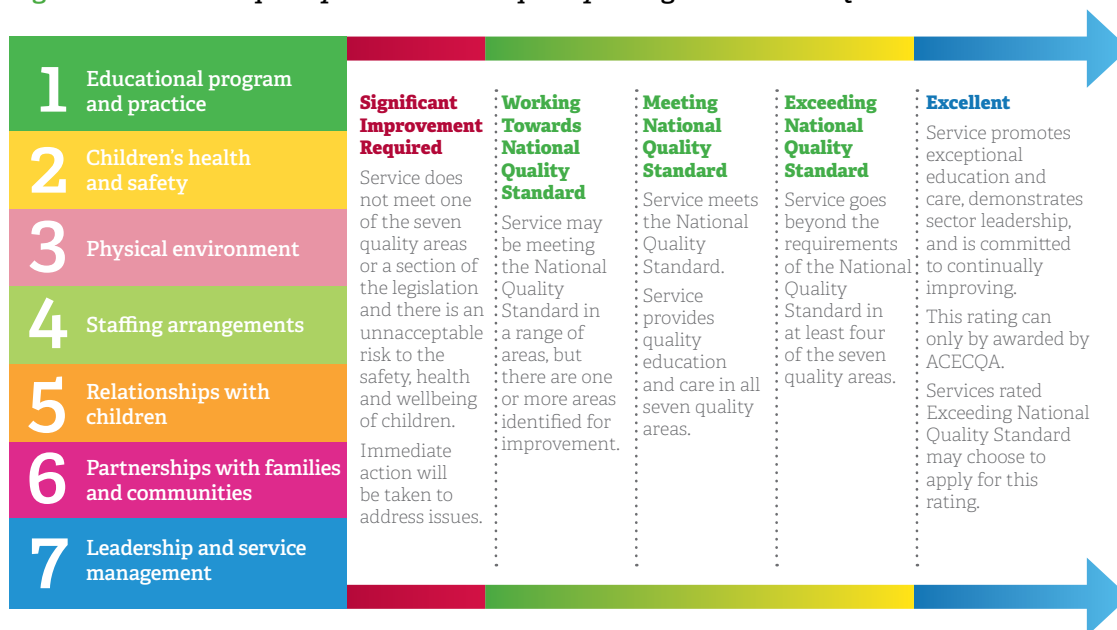 1
Educational program
and practice
2
Children's health
and safety
3
Physical environment
4
Staffing arrangements
5
Relationships with
children
6
Partnerships with families
and communities
7
Leadership and service
management
Significant
Improvement
Required
Service does
not meet one
of the seven
quality areas
or a section of
the legislation
and there is an
unacceptable
risk to the
safety, health
and wellbeing
of children.
Immediate
action will
be taken to
address issues.
Working
Towards
National
Quality
Standard
Service may
be meeting
the National
Quality
Standard in
a range of
areas, but
there are one
or more areas
identified for
improvement.
Meeting
National
Quality
Standard
Service meets
the National
Quality
Standard.
Service
provides
quality
education
and care in all
seven quality
areas.
Exceeding
National
Quality
Standard
Service goes
beyond the
requirements
of the National
Quality
Standard in
at least four
of the seven
quality areas.
Excellent
Service promotes
exceptional
education and
care, demonstrates
sector leadership,
and is committed
to continually
improving.
This rating can
only by awarded by
ACECQA.
Services rated
Exceeding National
Quality Standard
may choose to
apply for this
rating.